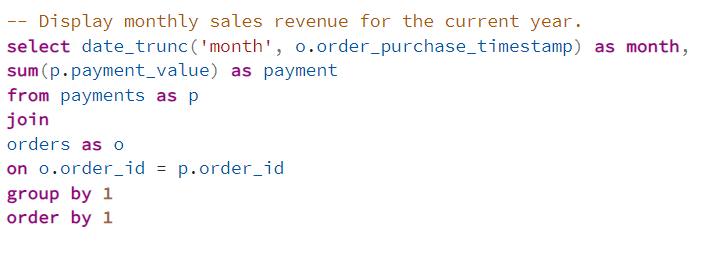 -- Display monthly sales revenue for the current year.
select date_trunc('month', o.order_purchase_timestamp) as month,
sum(p.payment_value) as payment
from payments as p
join
orders as o
on o.order_id = p.order_id
group by 1
order by 1